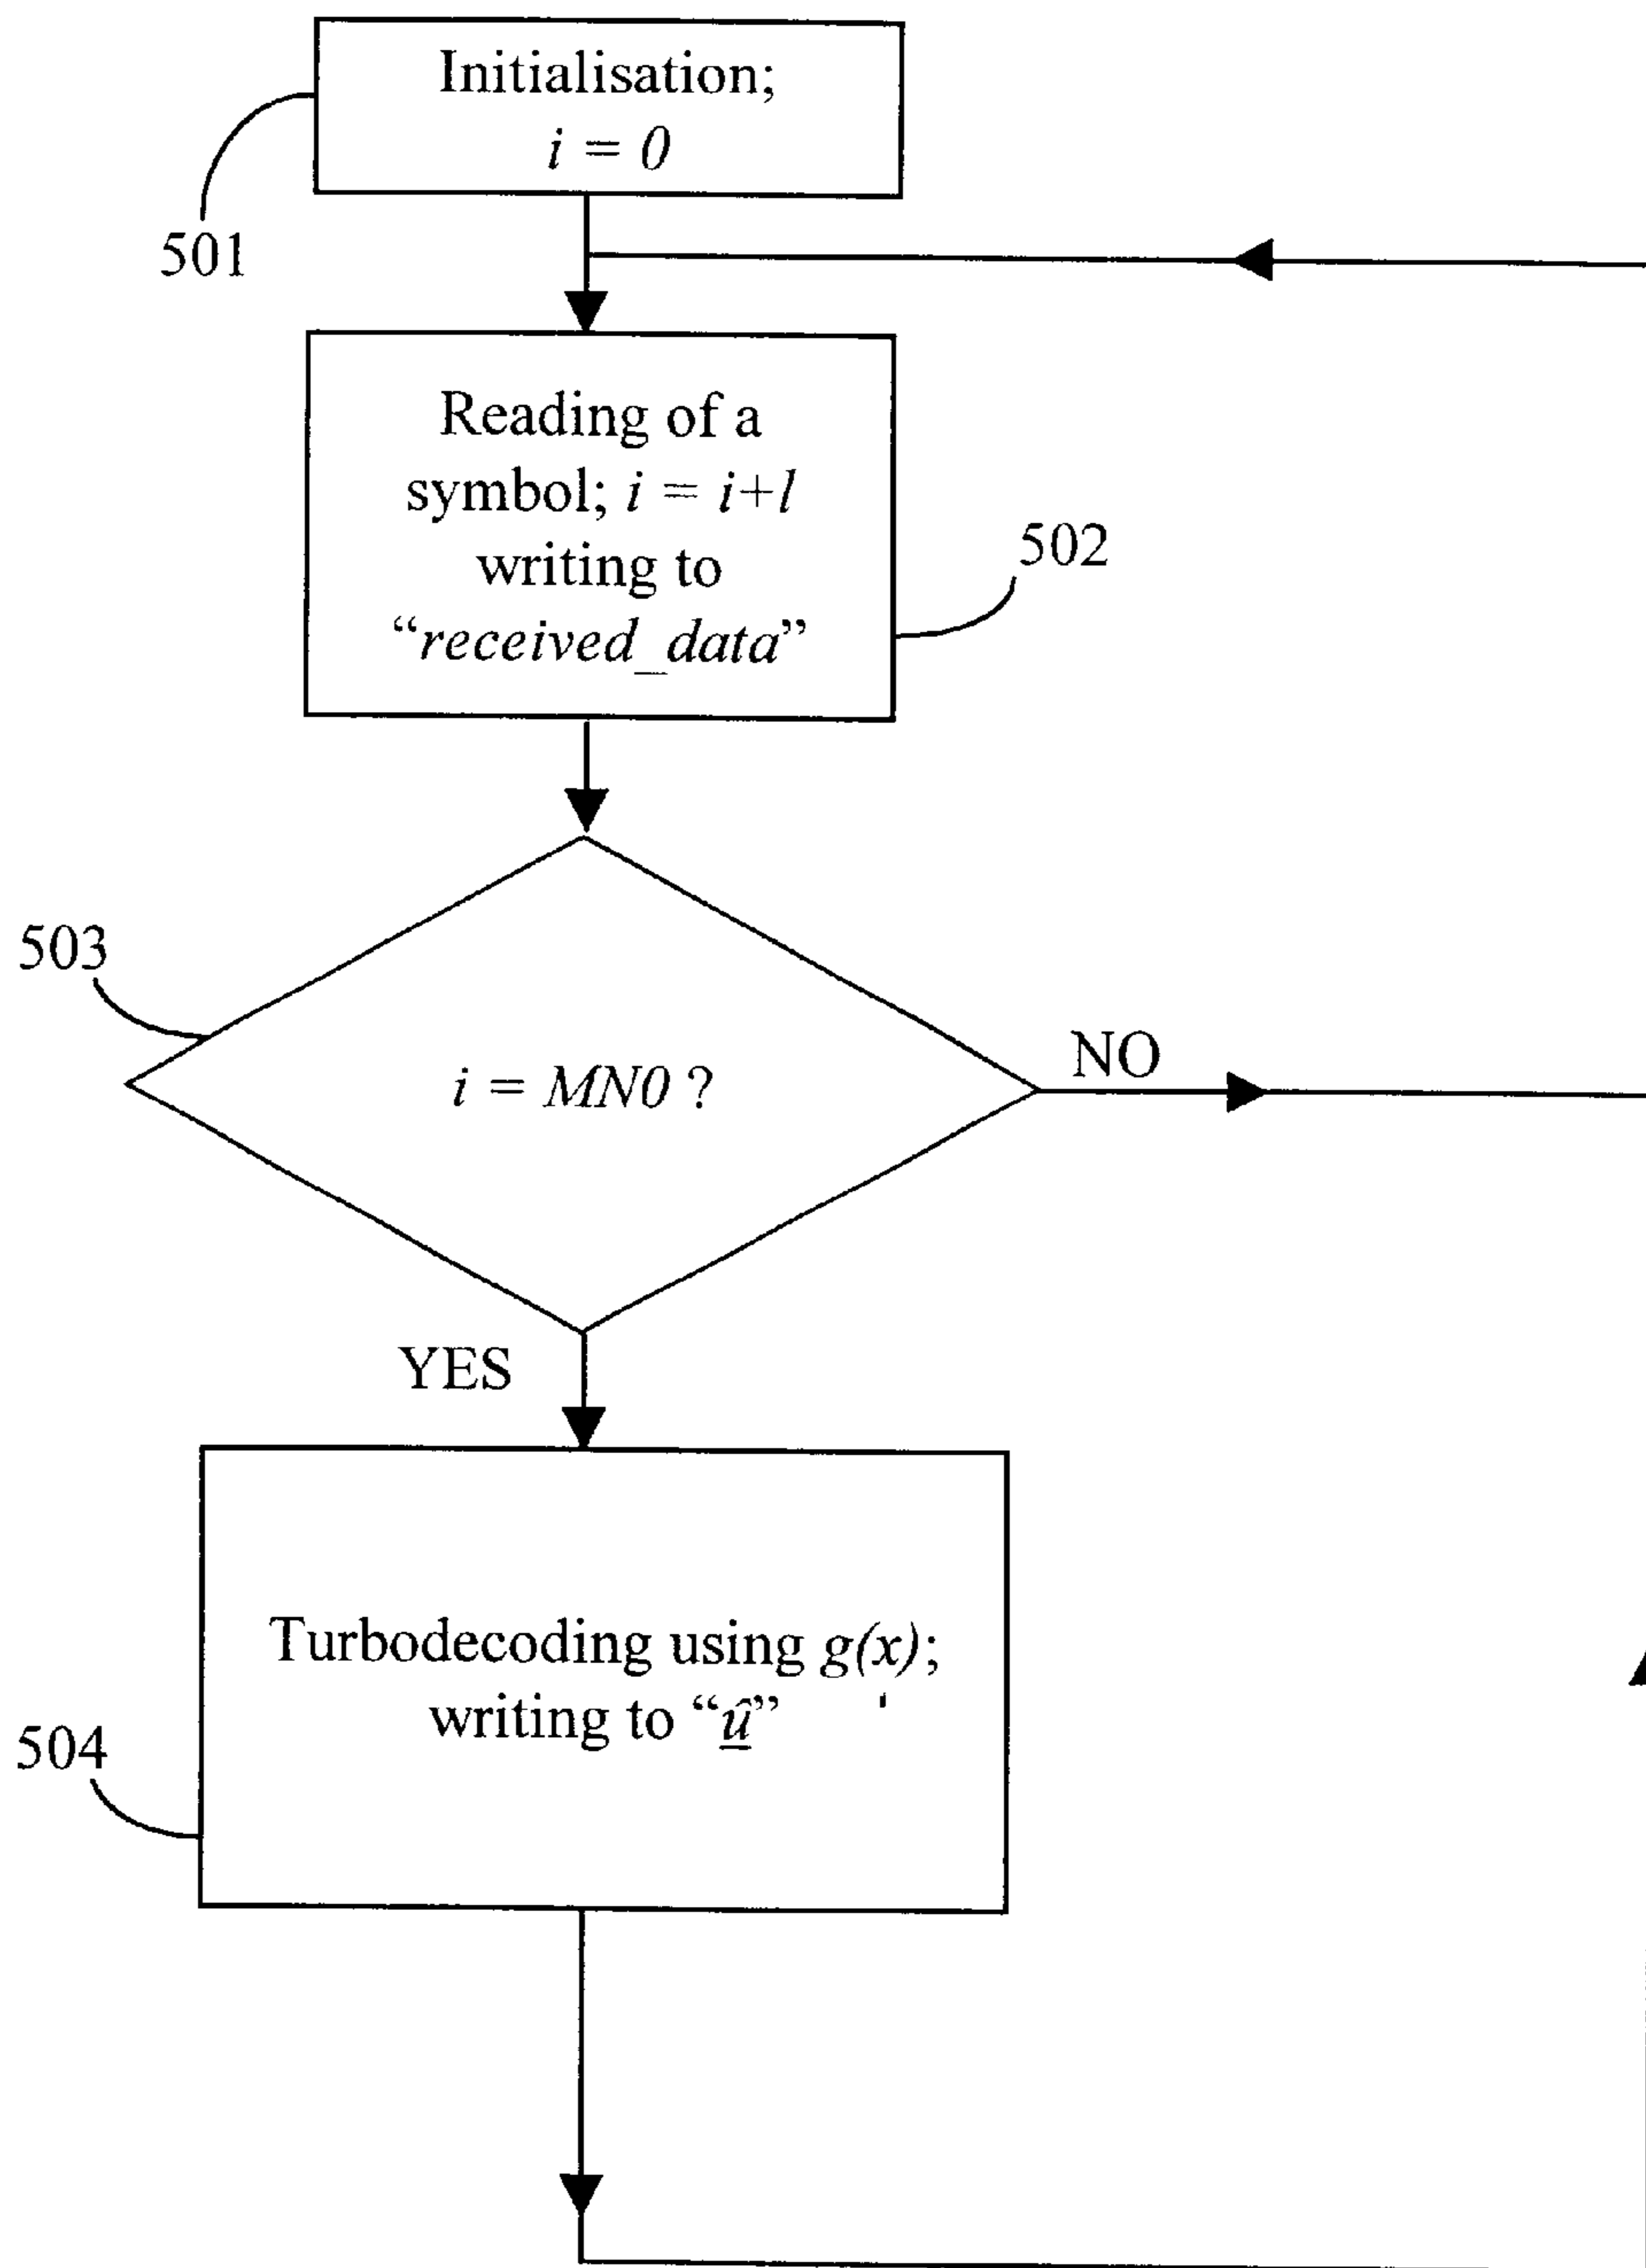 Initialisation;
i = 0
501
Reading of a
symbol; i = i+l
writing to
“received_data”
502
503
i = MN0 ?
NO
YES
Turbodecoding using g(x);
writing to “û”
504